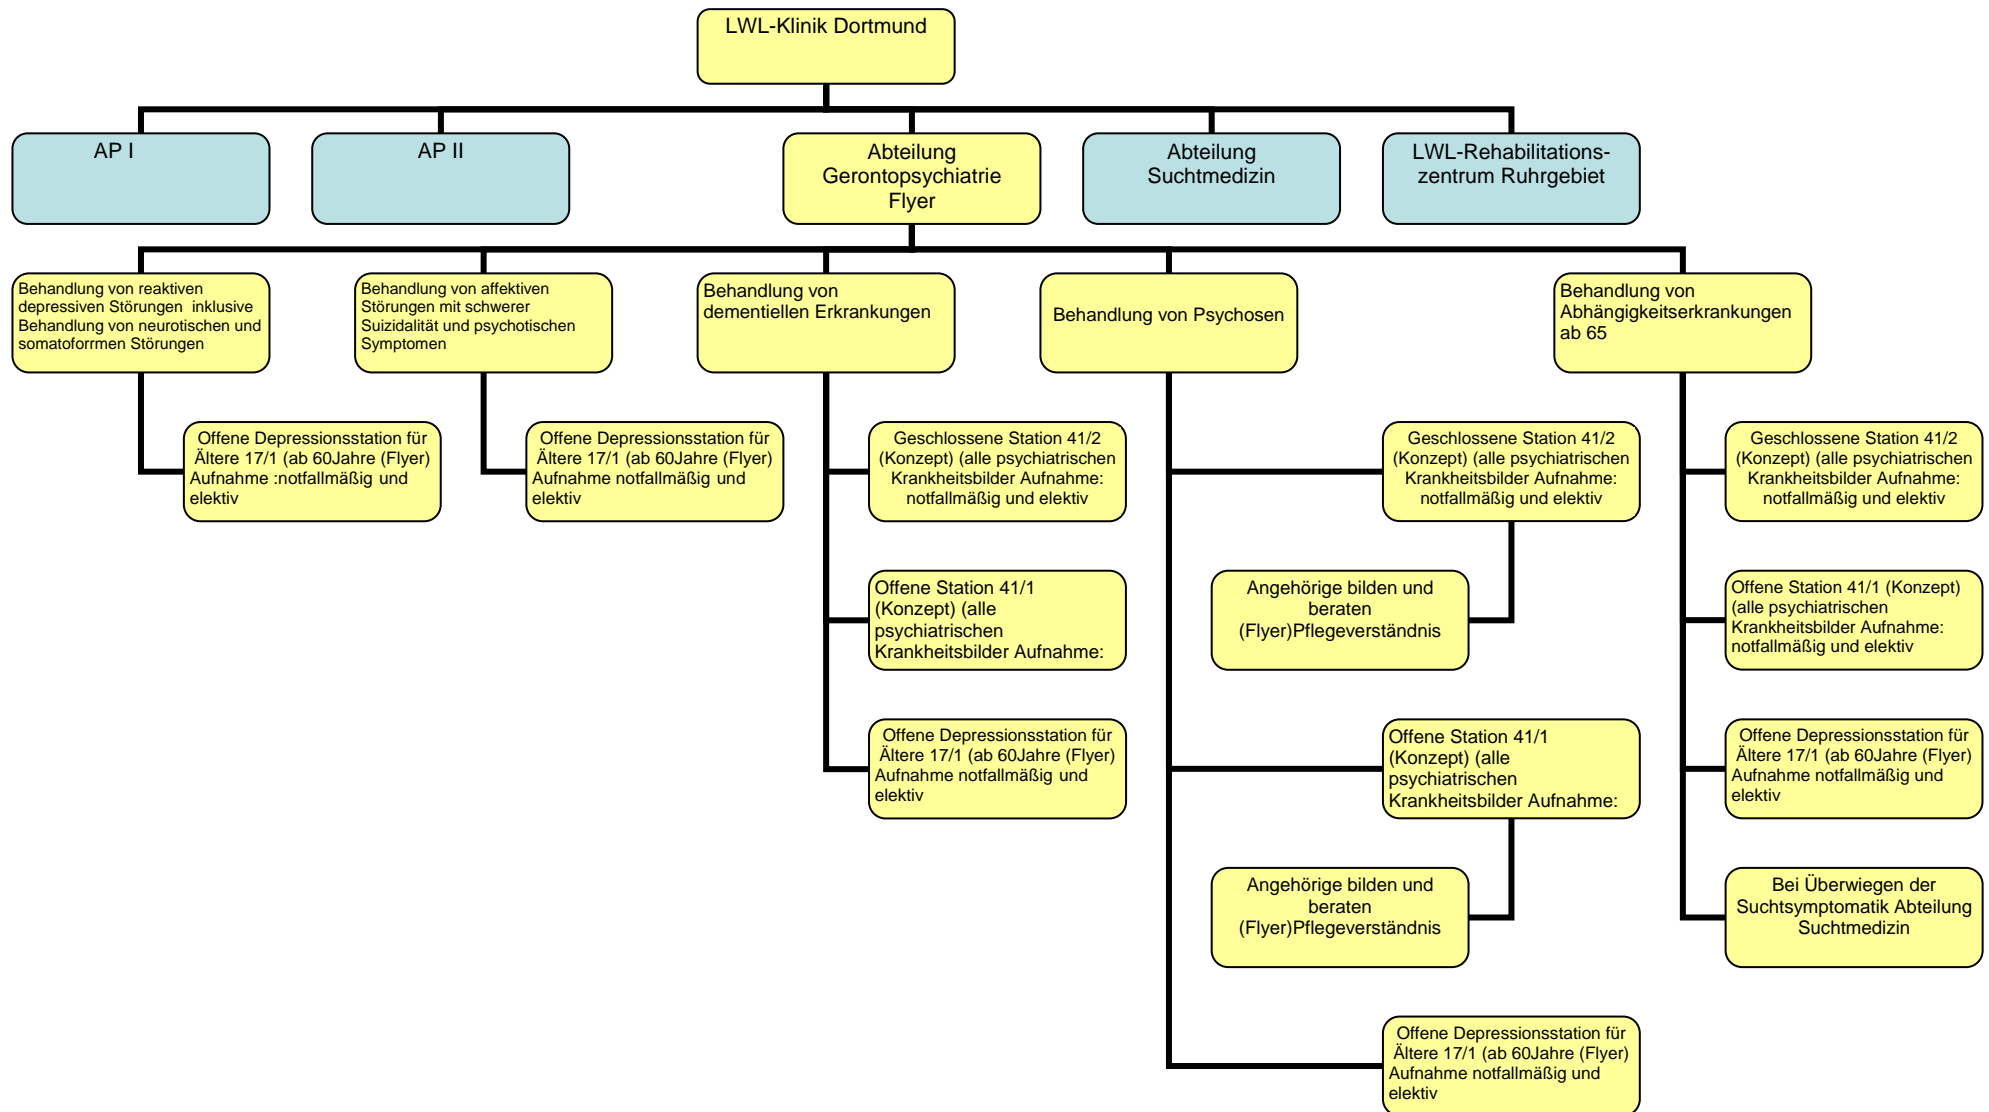 LWL-Klinik Dortmund
AP I
AP II
Abteilung
Gerontopsychiatrie
Flyer
Abteilung
Suchtmedizin
LWL-Rehabilitations-
zentrum Ruhrgebiet
Behandlung von reaktiven
depressiven Störungen  inklusive
Behandlung von neurotischen und
somatoforrmen Störungen
Behandlung von affektiven
Störungen mit schwerer
Suizidalität und psychotischen
Symptomen
Behandlung von
dementiellen Erkrankungen
Behandlung von Psychosen
Behandlung von
Abhängigkeitserkrankungen
ab 65
Offene Depressionsstation für
Ältere 17/1 (ab 60Jahre (Flyer)
Aufnahme :notfallmäßig und
elektiv
Offene Depressionsstation für
Ältere 17/1 (ab 60Jahre (Flyer)
Aufnahme notfallmäßig und
elektiv
Geschlossene Station 41/2
(Konzept) (alle psychiatrischen
Krankheitsbilder Aufnahme:
notfallmäßig und elektiv
Geschlossene Station 41/2
(Konzept) (alle psychiatrischen
Krankheitsbilder Aufnahme:
notfallmäßig und elektiv
Geschlossene Station 41/2
(Konzept) (alle psychiatrischen
Krankheitsbilder Aufnahme:
notfallmäßig und elektiv
Offene Station 41/1
(Konzept) (alle
psychiatrischen
Krankheitsbilder Aufnahme:
Angehörige bilden und
beraten
(Flyer)Pflegeverständnis
Offene Station 41/1 (Konzept)
(alle psychiatrischen
Krankheitsbilder Aufnahme:
notfallmäßig und elektiv
Offene Depressionsstation für
Ältere 17/1 (ab 60Jahre (Flyer)
Aufnahme notfallmäßig und
elektiv
Offene Station 41/1
(Konzept) (alle
psychiatrischen
Krankheitsbilder Aufnahme:
Offene Depressionsstation für
Ältere 17/1 (ab 60Jahre (Flyer)
Aufnahme notfallmäßig und
elektiv
Angehörige bilden und
beraten
(Flyer)Pflegeverständnis
Bei Überwiegen der
Suchtsymptomatik Abteilung
Suchtmedizin
Offene Depressionsstation für
Ältere 17/1 (ab 60Jahre (Flyer)
Aufnahme notfallmäßig und
elektiv